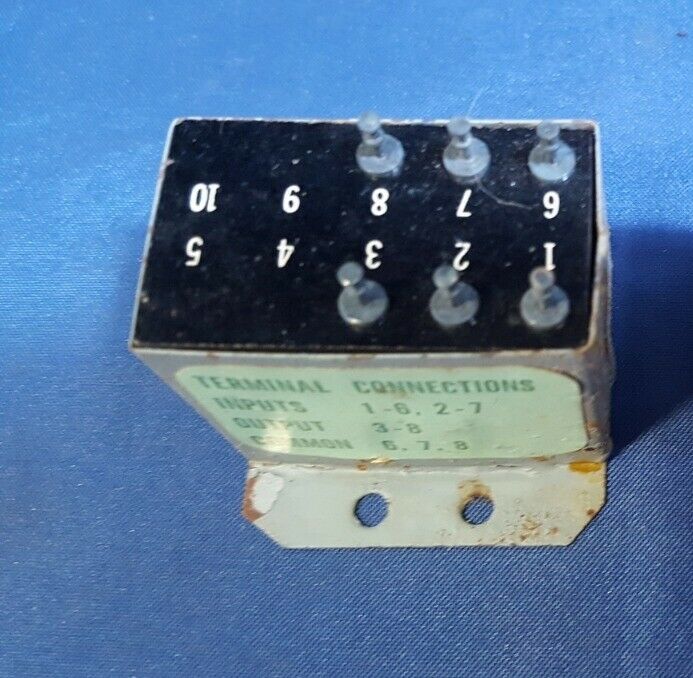 10 9 8 7 6
5 4 3 2 1
TERMINAL CONNECTIONS
INPUTS 1-6, 2-7
OUTPUT 3-8
COMMON 6, 7, 8